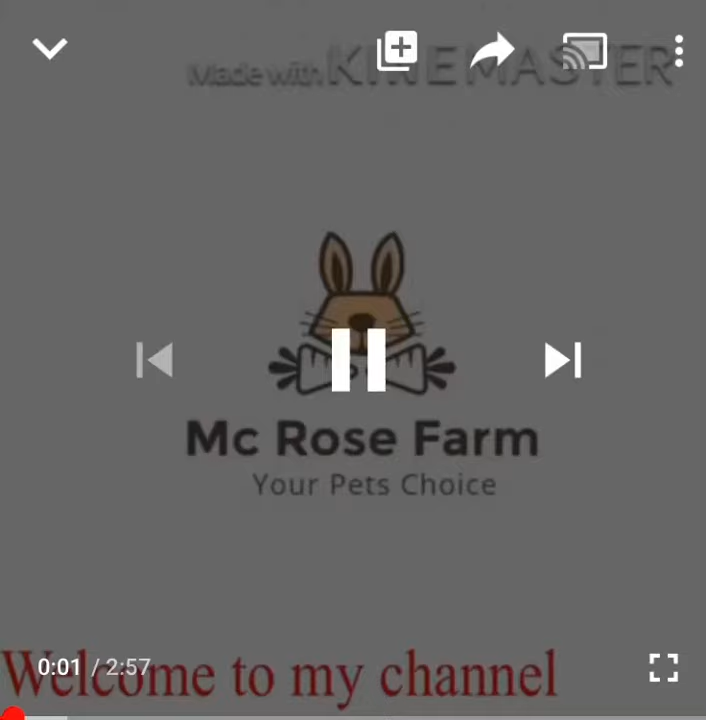 Made with KINEMASTER
Mc Rose Farm
Your Pets Choice
Welcome to my channel
0:01 / 2:57